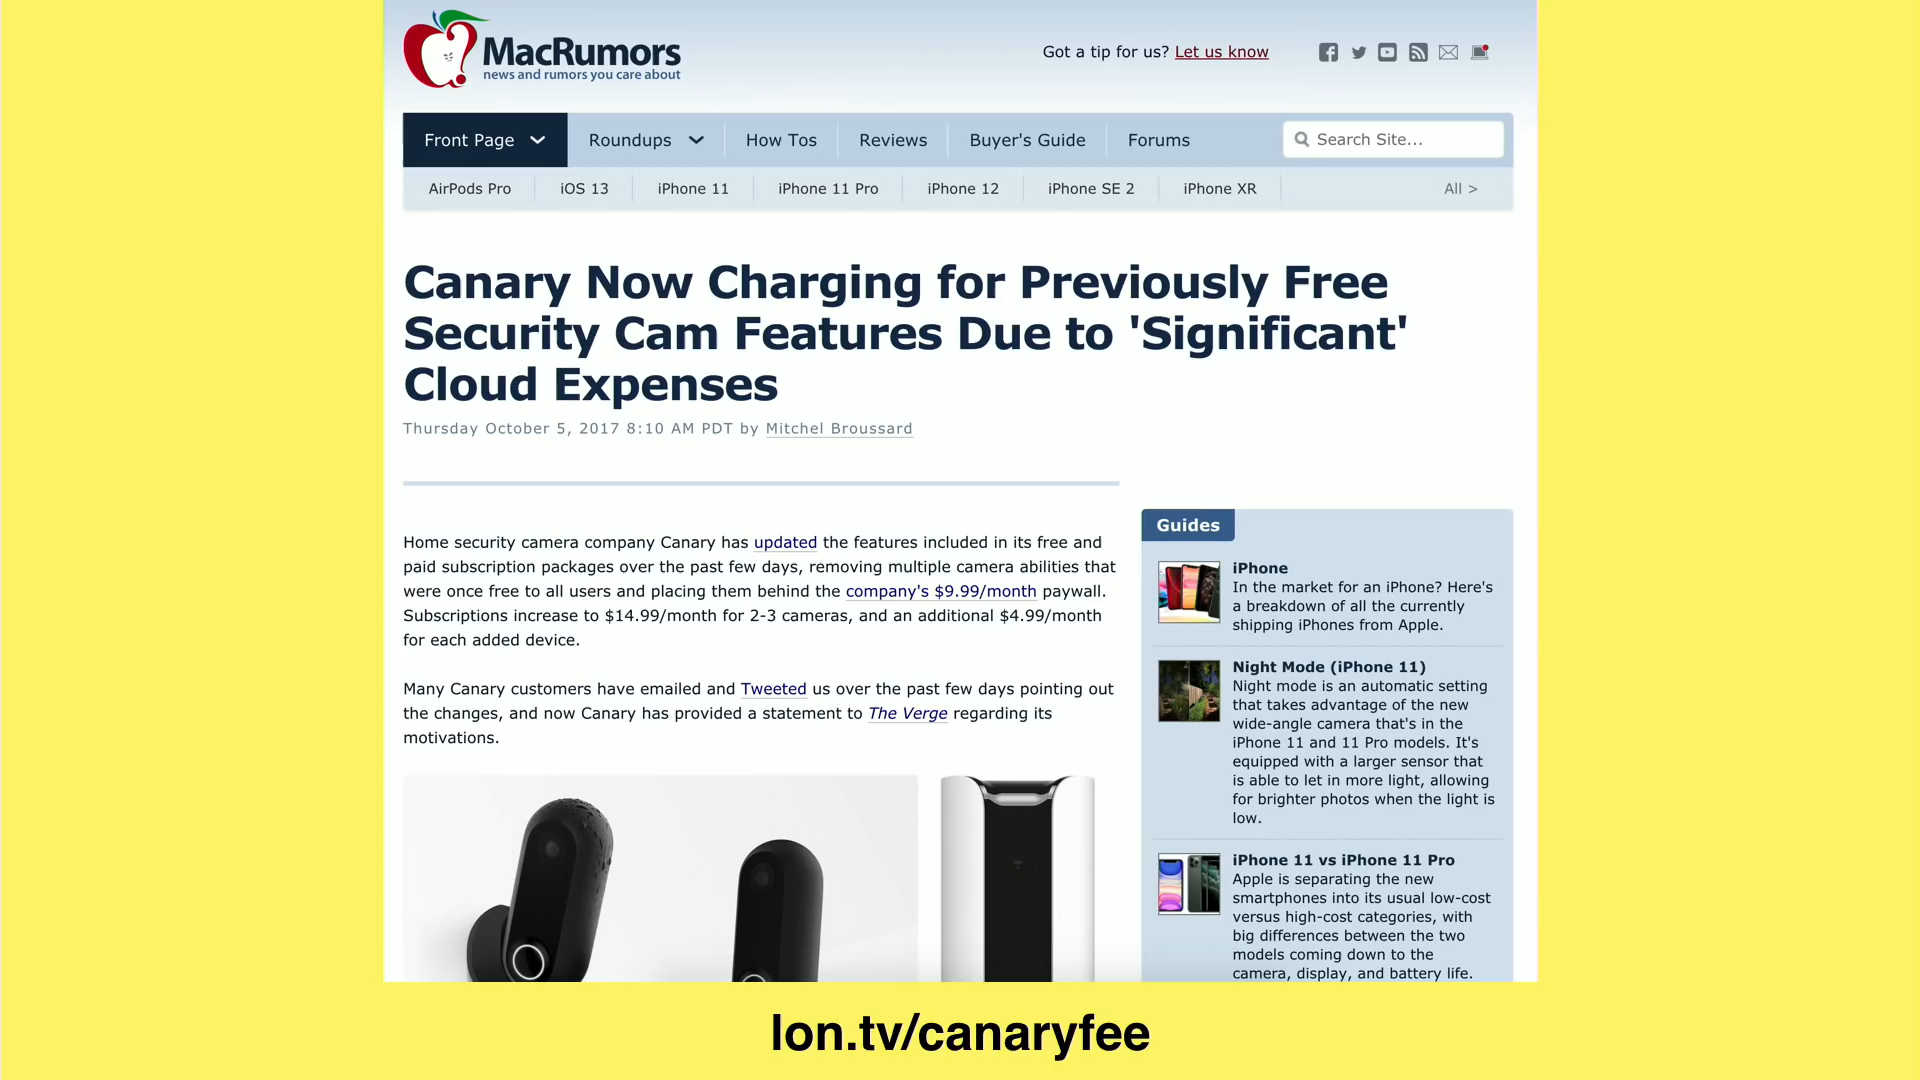 MacRumors
news and rumors you care about
Got a tip for us? Let us know
Front Page
Roundups
How Tos
Reviews
Buyer's Guide
Forums
Search Site...
AirPods Pro
iOS 13
iPhone 11
iPhone 11 Pro
iPhone 12
iPhone SE 2
iPhone XR
All >
Canary Now Charging for Previously Free
Security Cam Features Due to 'Significant'
Cloud Expenses
Thursday October 5, 2017 8:10 AM PDT by Mitchel Broussard
Home security camera company Canary has updated the features included in its free and
paid subscription packages over the past few days, removing multiple camera abilities that
were once free to all users and placing them behind the company's $9.99/month paywall.
Subscriptions increase to $14.99/month for 2-3 cameras, and an additional $4.99/month
for each added device.
Many Canary customers have emailed and Tweeted us over the past few days pointing out
the changes, and now Canary has provided a statement to The Verge regarding its
motivations.
Guides
iPhone
In the market for an iPhone? Here's
a breakdown of all the currently
shipping iPhones from Apple.
Night Mode (iPhone 11)
Night mode is an automatic setting
that takes advantage of the new
wide-angle camera that's in the
iPhone 11 and 11 Pro models. It's
equipped with a larger sensor that
is able to let in more light, allowing
for brighter photos when the light is
low.
iPhone 11 vs iPhone 11 Pro
Apple is separating the new
smartphones into its usual low-cost
versus high-cost categories, with
big differences between the two
models coming down to the
camera, display, and battery life.
lon.tv/canaryfee